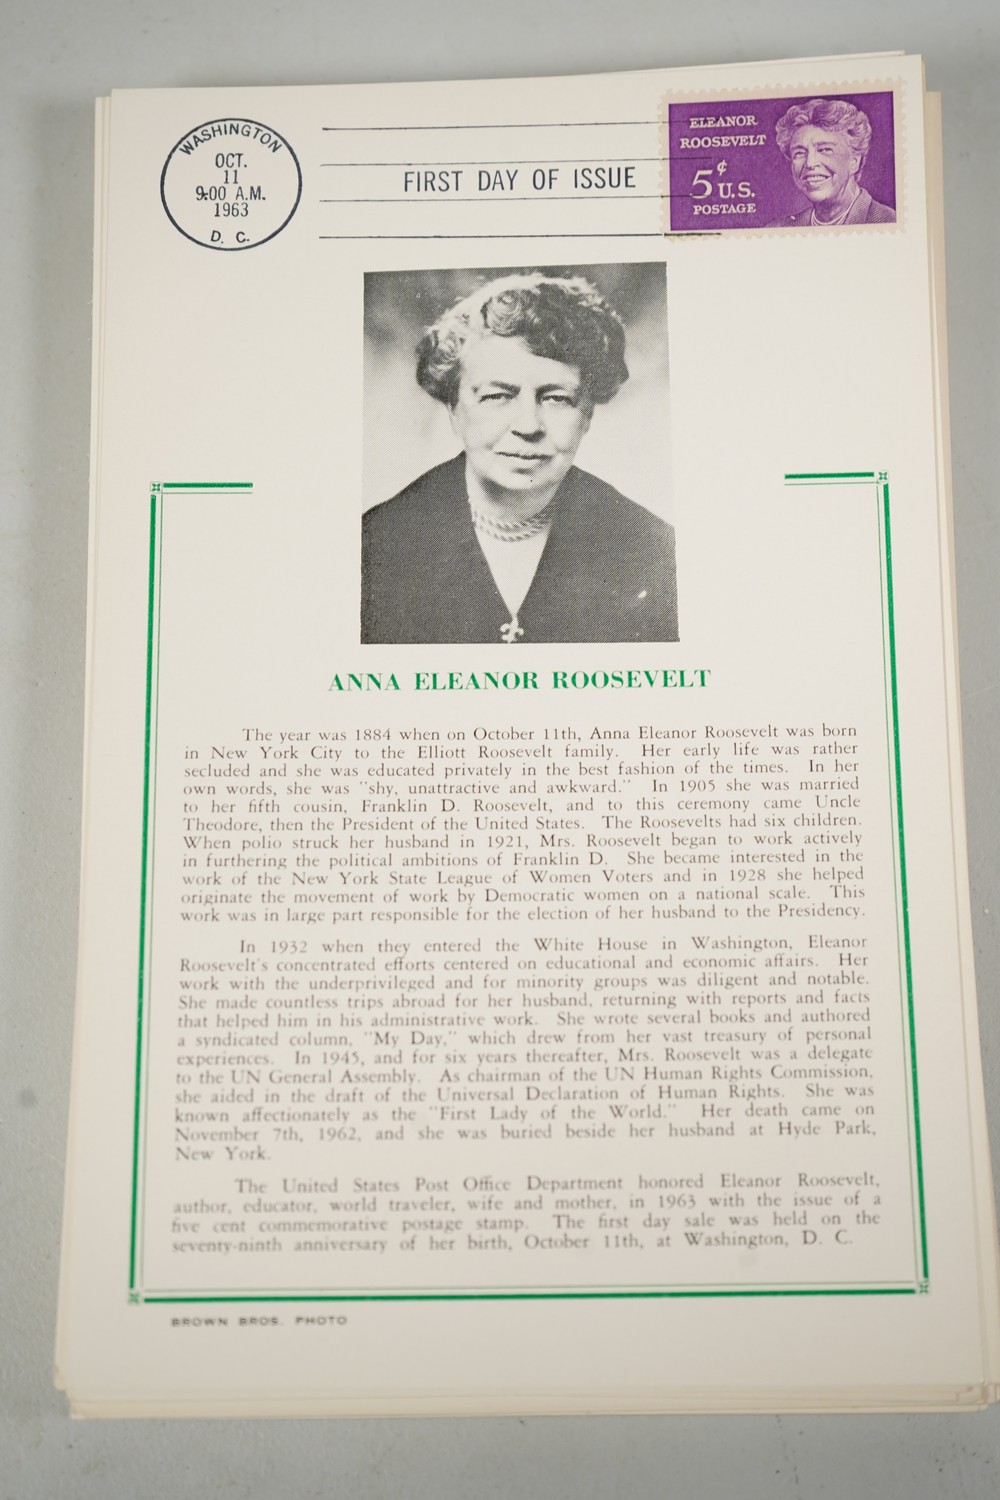 WASHINGTON
OCT.
11
9:00 A.M.
1963
D. C.
FIRST DAY OF ISSUE
ELEANOR
ROOSEVELT
5¢ U.S.
POSTAGE
ANNA ELEANOR ROOSEVELT
The year was 1884 when on October 11th, Anna Eleanor Roosevelt was born
in New York City to the Elliott Roosevelt family. Her early life was rather
secluded and she was educated privately in the best fashion of the times. In her
own words, she was "shy, unattractive and awkward." In 1905 she was married
to her fifth cousin, Franklin D. Roosevelt, and to this ceremony came Uncle
Theodore, then the President of the United States. The Roosevelts had six children.
When polio struck her husband in 1921, Mrs. Roosevelt began to work actively
in furthering the political ambitions of Franklin D. She became interested in the
work of the New York State League of Women Voters and in 1928 she helped
originate the movement of work by Democratic women on a national scale. This
work was in large part responsible for the election of her husband to the Presidency.
In 1932 when they entered the White House in Washington, Eleanor
Roosevelt's concentrated efforts centered on educational and economic affairs. Her
work with the underprivileged and for minority groups was diligent and notable.
She made countless trips abroad for her husband, returning with reports and facts
that helped him in his administrative work. She wrote several books and authored
a syndicated column, "My Day," which drew from her vast treasury of personal
experiences. In 1945, and for six years thereafter, Mrs. Roosevelt was a delegate
to the UN General Assembly. As chairman of the UN Human Rights Commission,
she aided in the draft of the Universal Declaration of Human Rights. She was
known affectionately as the "First Lady of the World." Her death came on
November 7th, 1962, and she was buried beside her husband at Hyde Park,
New York.
The United States Post Office Department honored Eleanor Roosevelt,
author, educator, world traveler, wife and mother, in 1963 with the issue of a
five cent commemorative postage stamp. The first day sale was held on the
seventy-ninth anniversary of her birth, October 11th, at Washington, D. C.
BROWN BROS. PHOTO